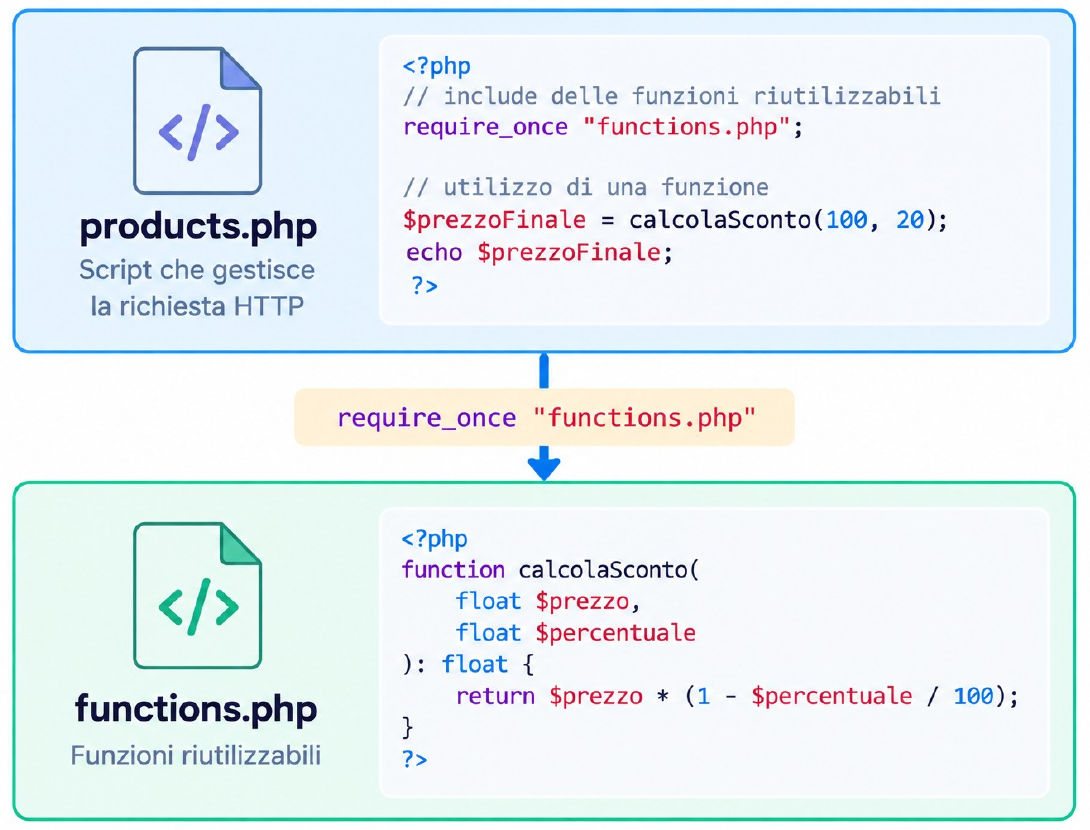 products.php
Script che gestisce
la richiesta HTTP
<?php
// include delle funzioni riutilizzabili
require_once "functions.php";
// utilizzo di una funzione
$prezzoFinale = calcolaSconto(100, 20);
echo $prezzoFinale;
?>
require_once "functions.php"
</>
functions.php
Funzioni riutilizzabili
<?php
function calcolaSconto(
    float $prezzo,
    float $percentuale
): float {
    return $prezzo * (1 - $percentuale / 100);
}
?>